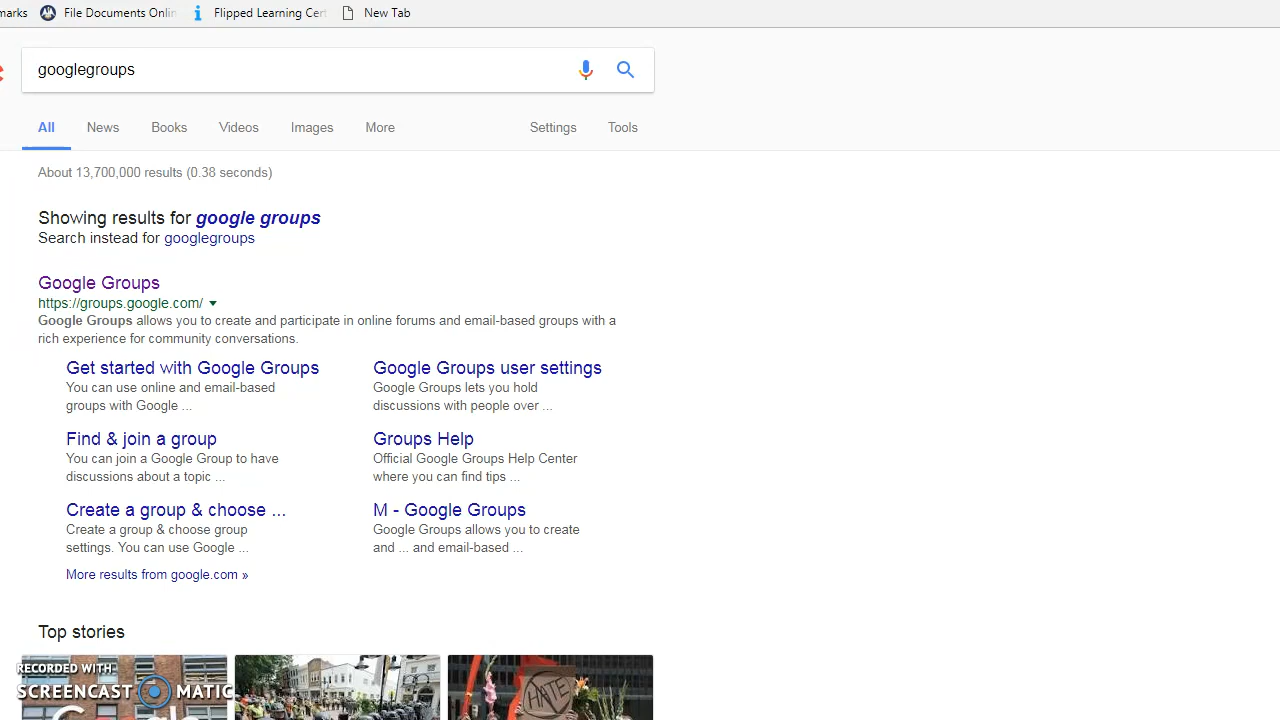 marks File Documents Onlin Flipped Learning Cert New Tab
googlegroups
All News Books Videos Images More Settings Tools
About 13,700,000 results (0.38 seconds)
Showing results for google groups
Search instead for googlegroups
Google Groups
https://groups.google.com/
Google Groups allows you to create and participate in online forums and email-based groups with a
rich experience for community conversations.
Get started with Google Groups
You can use online and email-based
groups with Google ...
Google Groups user settings
Google Groups lets you hold
discussions with people over ...
Find & join a group
You can join a Google Group to have
discussions about a topic ...
Groups Help
Official Google Groups Help Center
where you can find tips ...
Create a group & choose ...
Create a group & choose group
settings. You can use Google ...
M - Google Groups
Google Groups allows you to create
and ... and email-based ...
More results from google.com »
Top stories
RECORDED WITH
SCREENCAST MATIC
Google
HATE